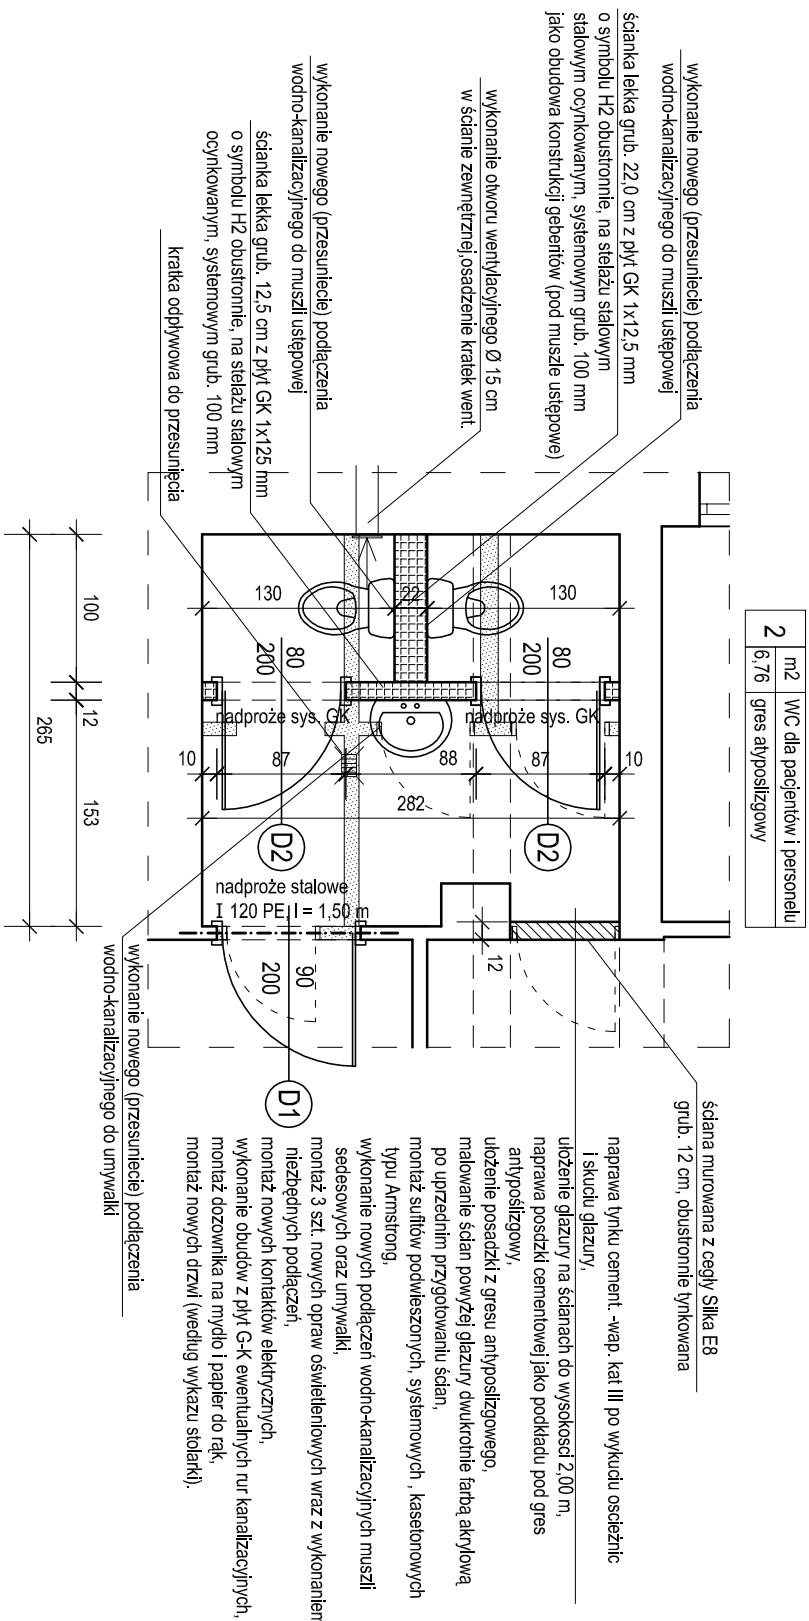 wykonanie nowego (przesuniecie) podłączenia
wodno-kanalizacyjnego do muszli ustępowej
ścianka lekka grub. 22,0 cm z płyt GK 1x12,5 mm
o symbolu H2 obustronnie, na stelażu stalowym
stalowym ocynkowanym, systemowym grub. 100 mm
jako obudowa konstrukcji geberitów (pod muszle ustępowe)
wykonanie otworu wentylacyjnego Ø 15 cm
w ścianie zewnętrznej,osadzenie kratek went.
wykonanie nowego (przesuniecie) podłączenia
wodno-kanalizacyjnego do muszli ustępowej
ścianka lekka grub. 12,5 cm z płyt GK 1x125 mm
o symbolu H2 obustronnie, na stelażu stalowym
ocynkowanym, systemowym grub. 100 mm
kratka odpływowa do przesunięcia
2
m2
WC dla pacjentów i personelu
6,76
gres atyposlizgowy
130
22
130
80
200
80
200
nadproże sys. GK
nadproże sys. GK
10
87
88
87
10
282
D2
D2
nadproże stalowe
I 120 PE, l = 1,50 m
12
90
200
D1
100
12
153
265
ściana murowana z cegły Silka E8
grub. 12 cm, obustronnie tynkowana
naprawa tynku cement. -wap. kat III po wykuciu oscieżnic
i skuciu glazury,
ułożenie glazury na ścianach do wysokosci 2,00 m,
naprawa posdzki cementowej jako podkładu pod gres
antypoślizgowy,
ułożenie posadzki z gresu antyposlizgowego,
malowanie ścian powyżej glazury dwukrotnie farbą akrylową
po uprzednim przygotowaniu ścian,
montaż sufitów podwieszonych, systemowych , kasetonowych
typu Armstrong,
wykonanie nowych podłączeń wodno-kanalizacyjnych muszli
sedesowych oraz umywalki,
montaż 3 szt. nowych opraw oświetleniowych wraz z wykonaniem
niezbędnych podłączeń,
montaż nowych kontaktów elektrycznych,
wykonanie obudów z płyt G-K ewentualnych rur kanalizacyjnych,
montaż dozownika na mydło i papier do rąk,
montaż nowych drzwi (według wykazu stolarki).
wykonanie nowego (przesuniecie) podłączenia
wodno-kanalizacyjnego do umywalki